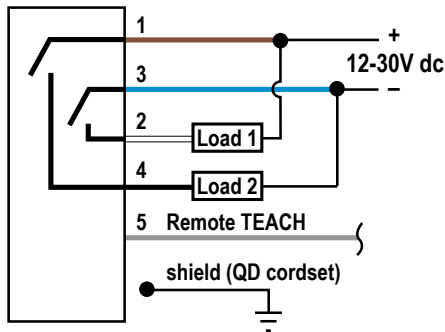 1
+
12-30V dc
3
–
2
Load 1
4
Load 2
5 Remote TEACH
shield (QD cordset)